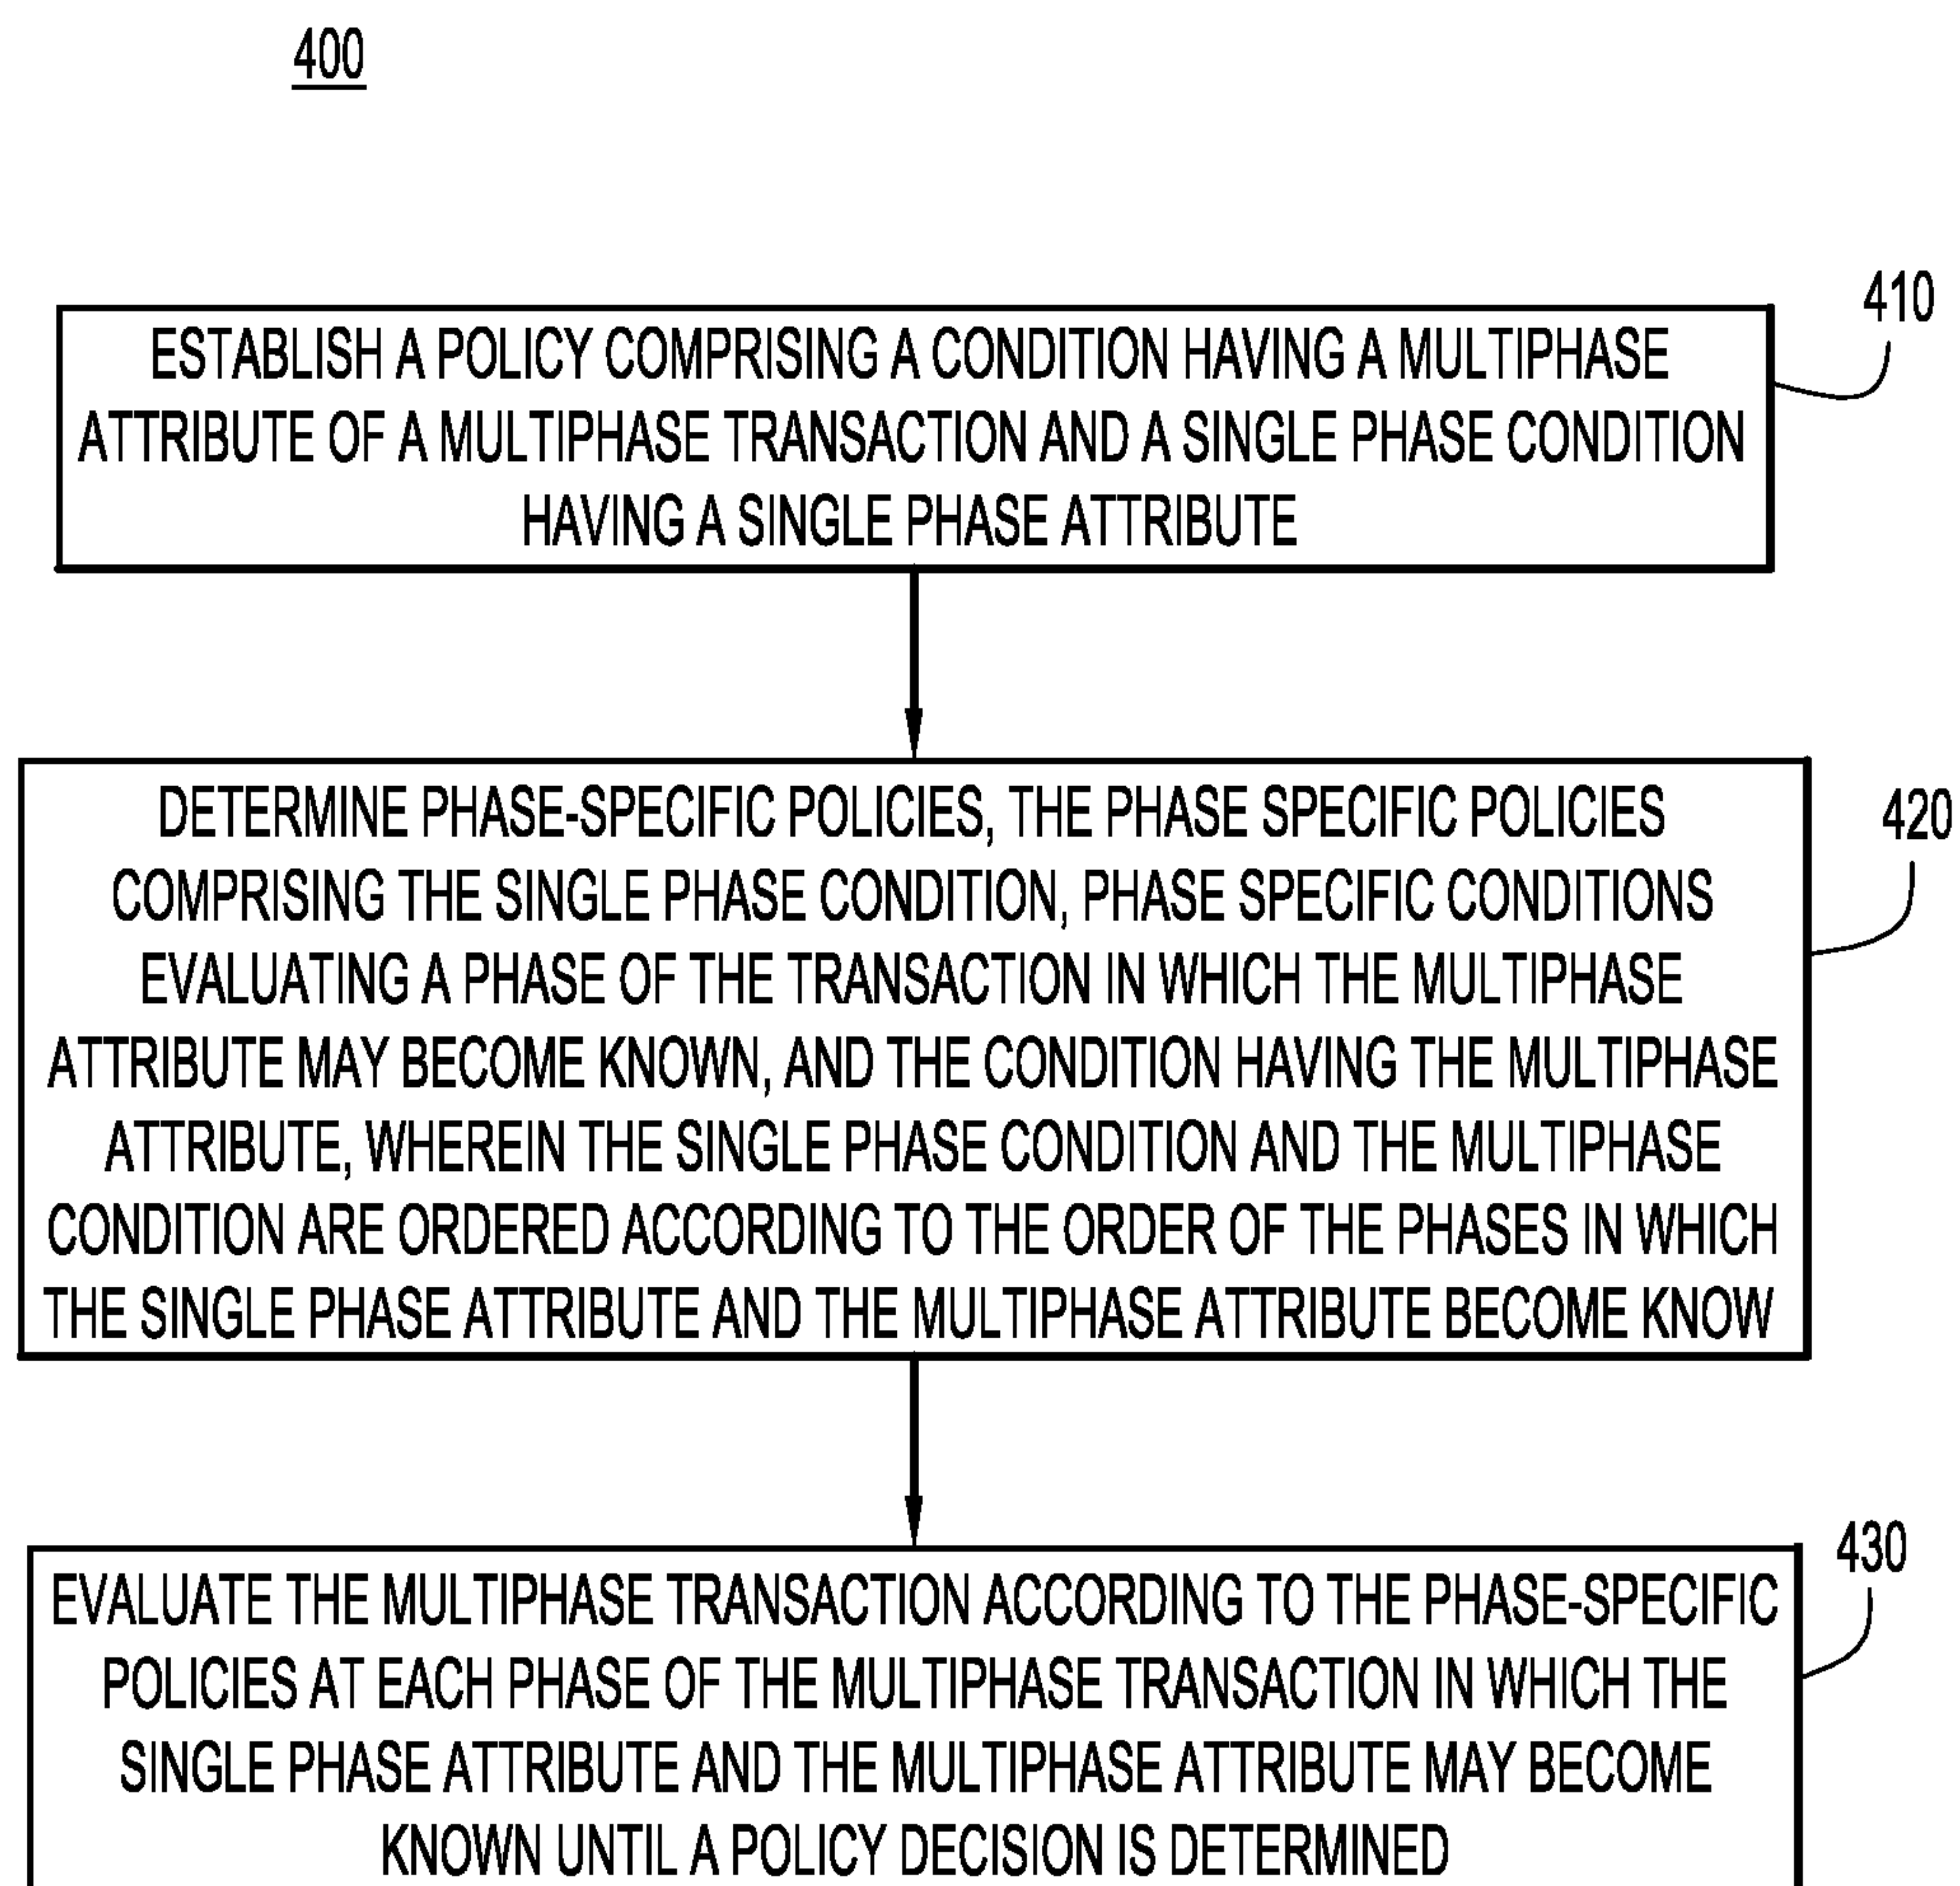 400
410
ESTABLISH A POLICY COMPRISING A CONDITION HAVING A MULTIPHASE
ATTRIBUTE OF A MULTIPHASE TRANSACTION AND A SINGLE PHASE CONDITION
HAVING A SINGLE PHASE ATTRIBUTE
420
DETERMINE PHASE-SPECIFIC POLICIES, THE PHASE SPECIFIC POLICIES
COMPRISING THE SINGLE PHASE CONDITION, PHASE SPECIFIC CONDITIONS
EVALUATING A PHASE OF THE TRANSACTION IN WHICH THE MULTIPHASE
ATTRIBUTE MAY BECOME KNOWN, AND THE CONDITION HAVING THE MULTIPHASE
ATTRIBUTE, WHEREIN THE SINGLE PHASE CONDITION AND THE MULTIPHASE
CONDITION ARE ORDERED ACCORDING TO THE ORDER OF THE PHASES IN WHICH
THE SINGLE PHASE ATTRIBUTE AND THE MULTIPHASE ATTRIBUTE BECOME KNOW
430
EVALUATE THE MULTIPHASE TRANSACTION ACCORDING TO THE PHASE-SPECIFIC
POLICIES AT EACH PHASE OF THE MULTIPHASE TRANSACTION IN WHICH THE
SINGLE PHASE ATTRIBUTE AND THE MULTIPHASE ATTRIBUTE MAY BECOME
KNOWN UNTIL A POLICY DECISION IS DETERMINED